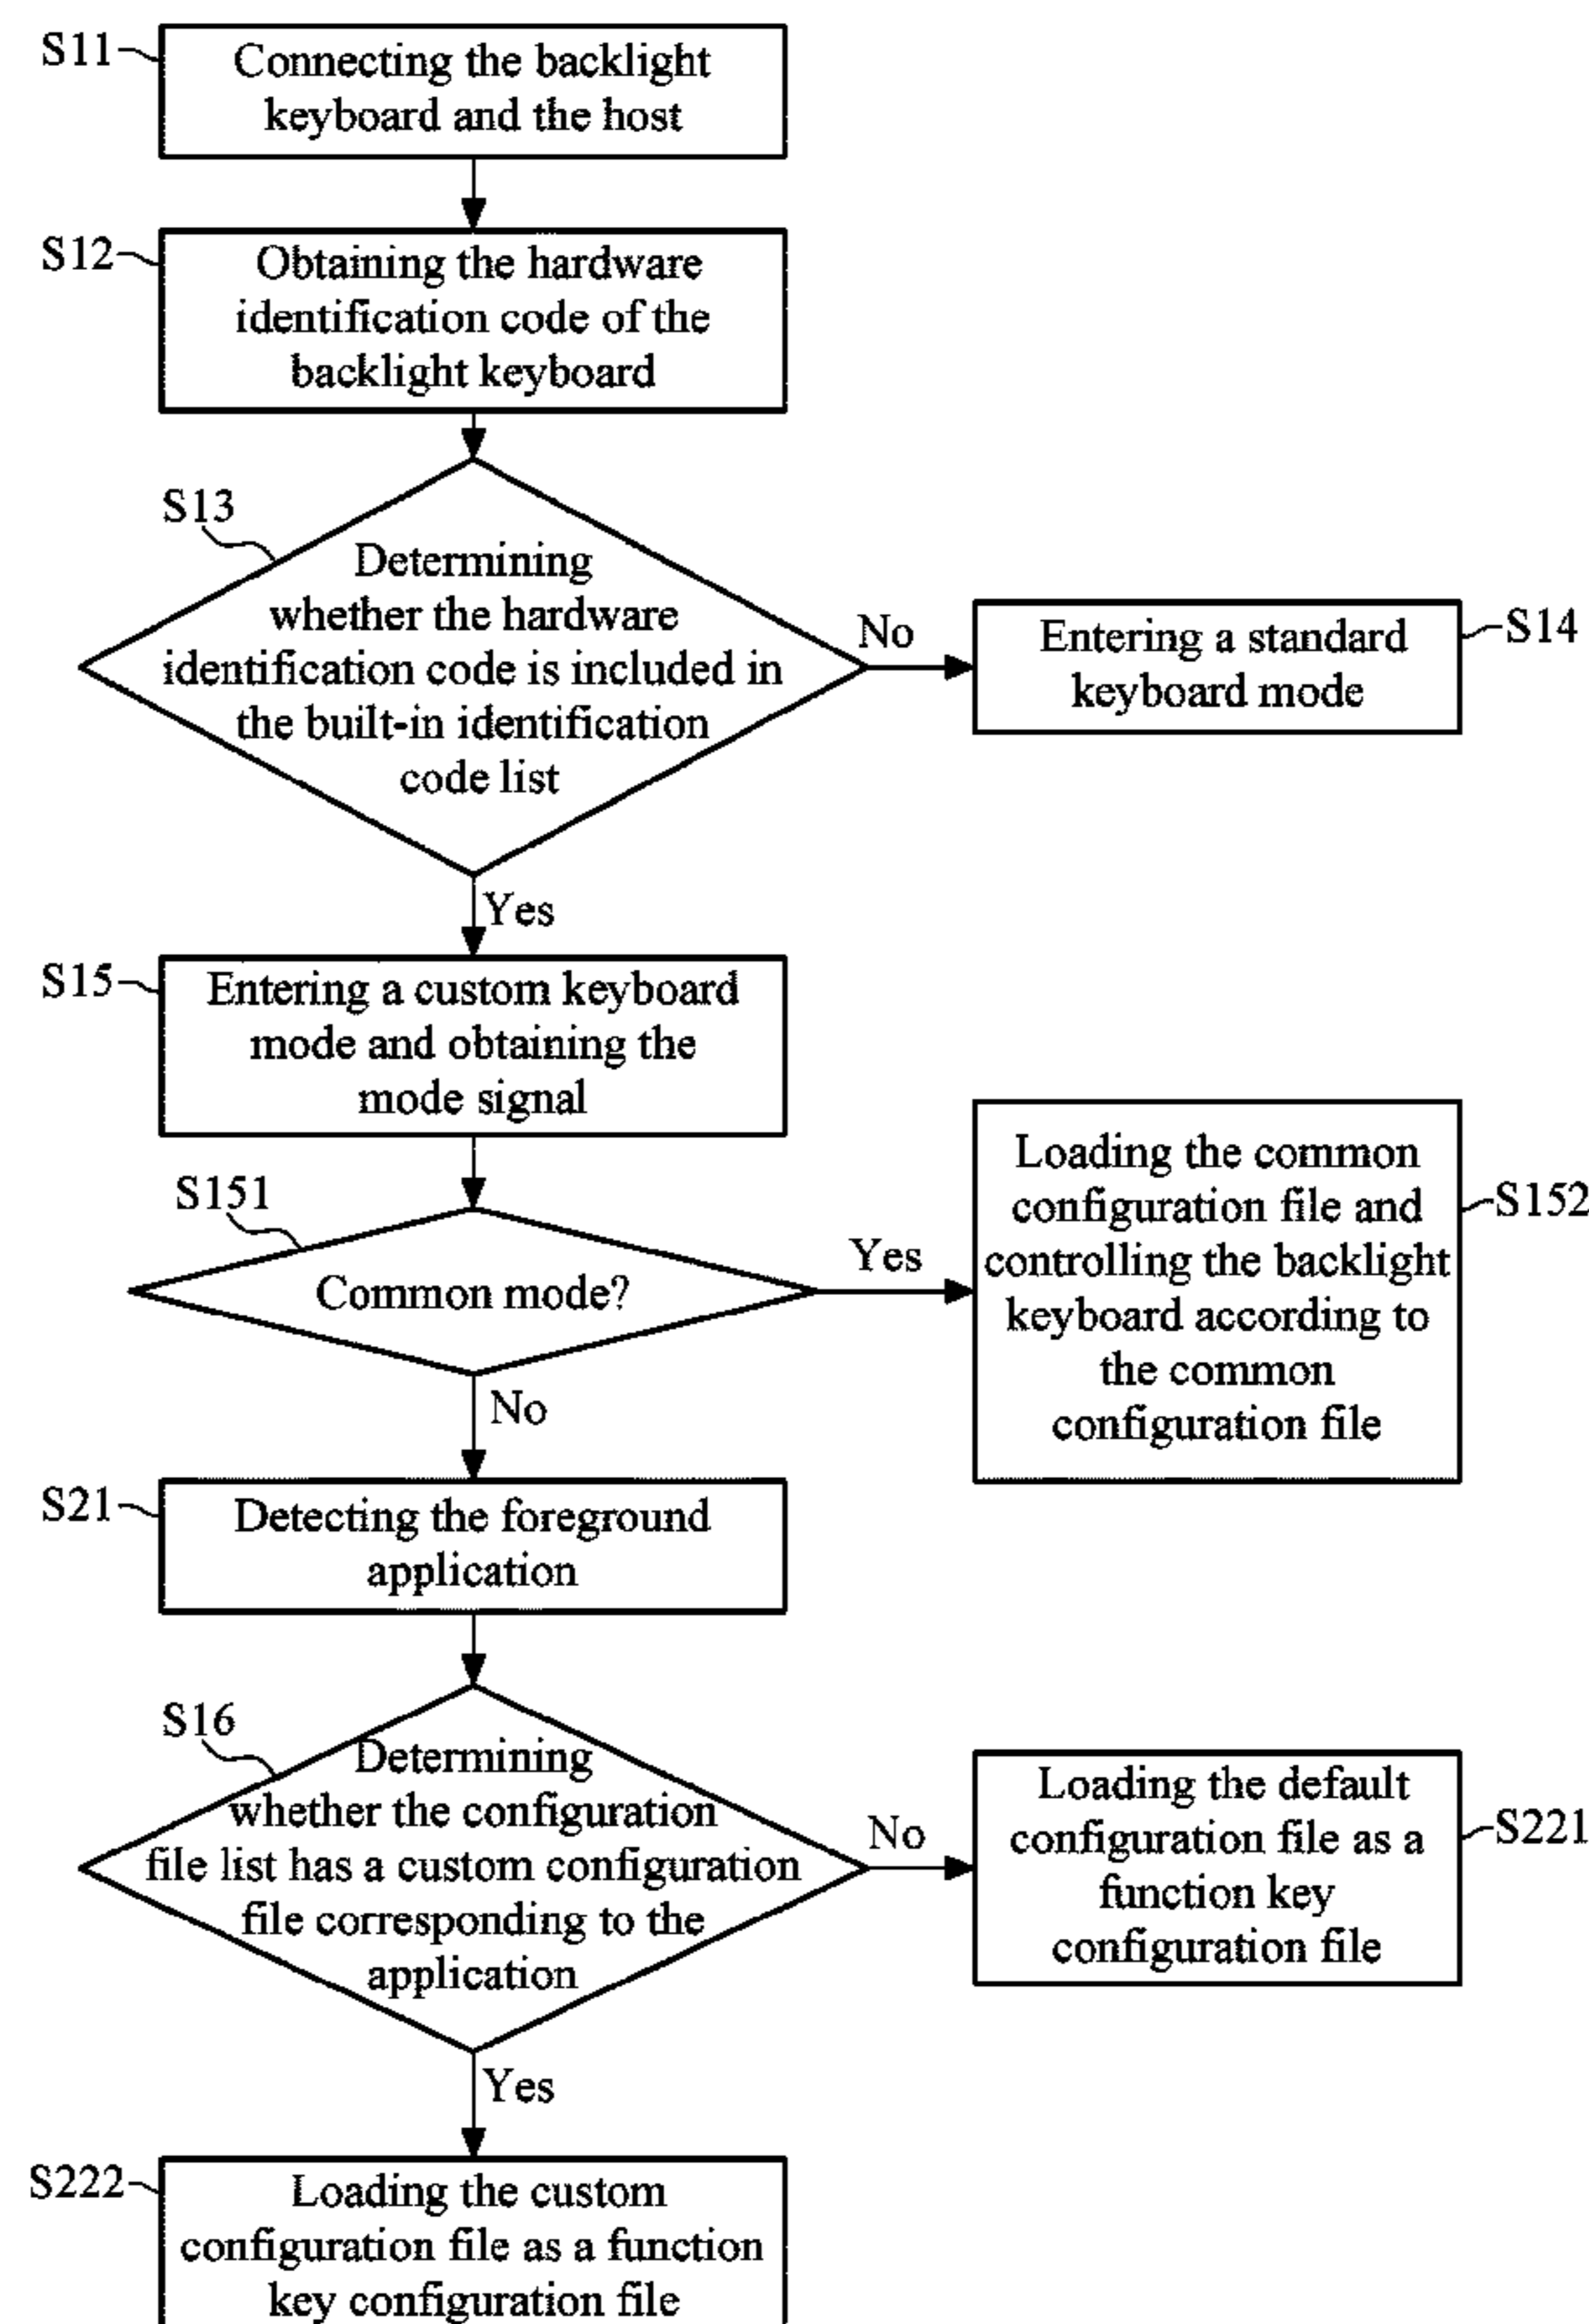 S11
Connecting the backlight
keyboard and the host
S12
Obtaining the hardware
identification code of the
backlight keyboard
S13
Determining
whether the hardware
identification code is included in
the built-in identification
code list
No
Entering a standard
keyboard mode
S14
Yes
S15
Entering a custom keyboard
mode and obtaining the
mode signal
S151
Common mode?
Yes
Loading the common
configuration file and
controlling the backlight
keyboard according to
the common
configuration file
S152
No
S21
Detecting the foreground
application
S16
Determining
whether the configuration
file list has a custom configuration
file corresponding to the
application
No
Loading the default
configuration file as a
function key
configuration file
S221
Yes
S222
Loading the custom
configuration file as a function
key configuration file